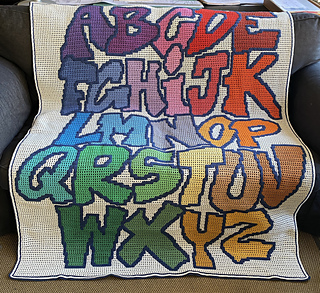 ABCDE
FGHiJK
LMNOP
QRSTUV
WXYZ